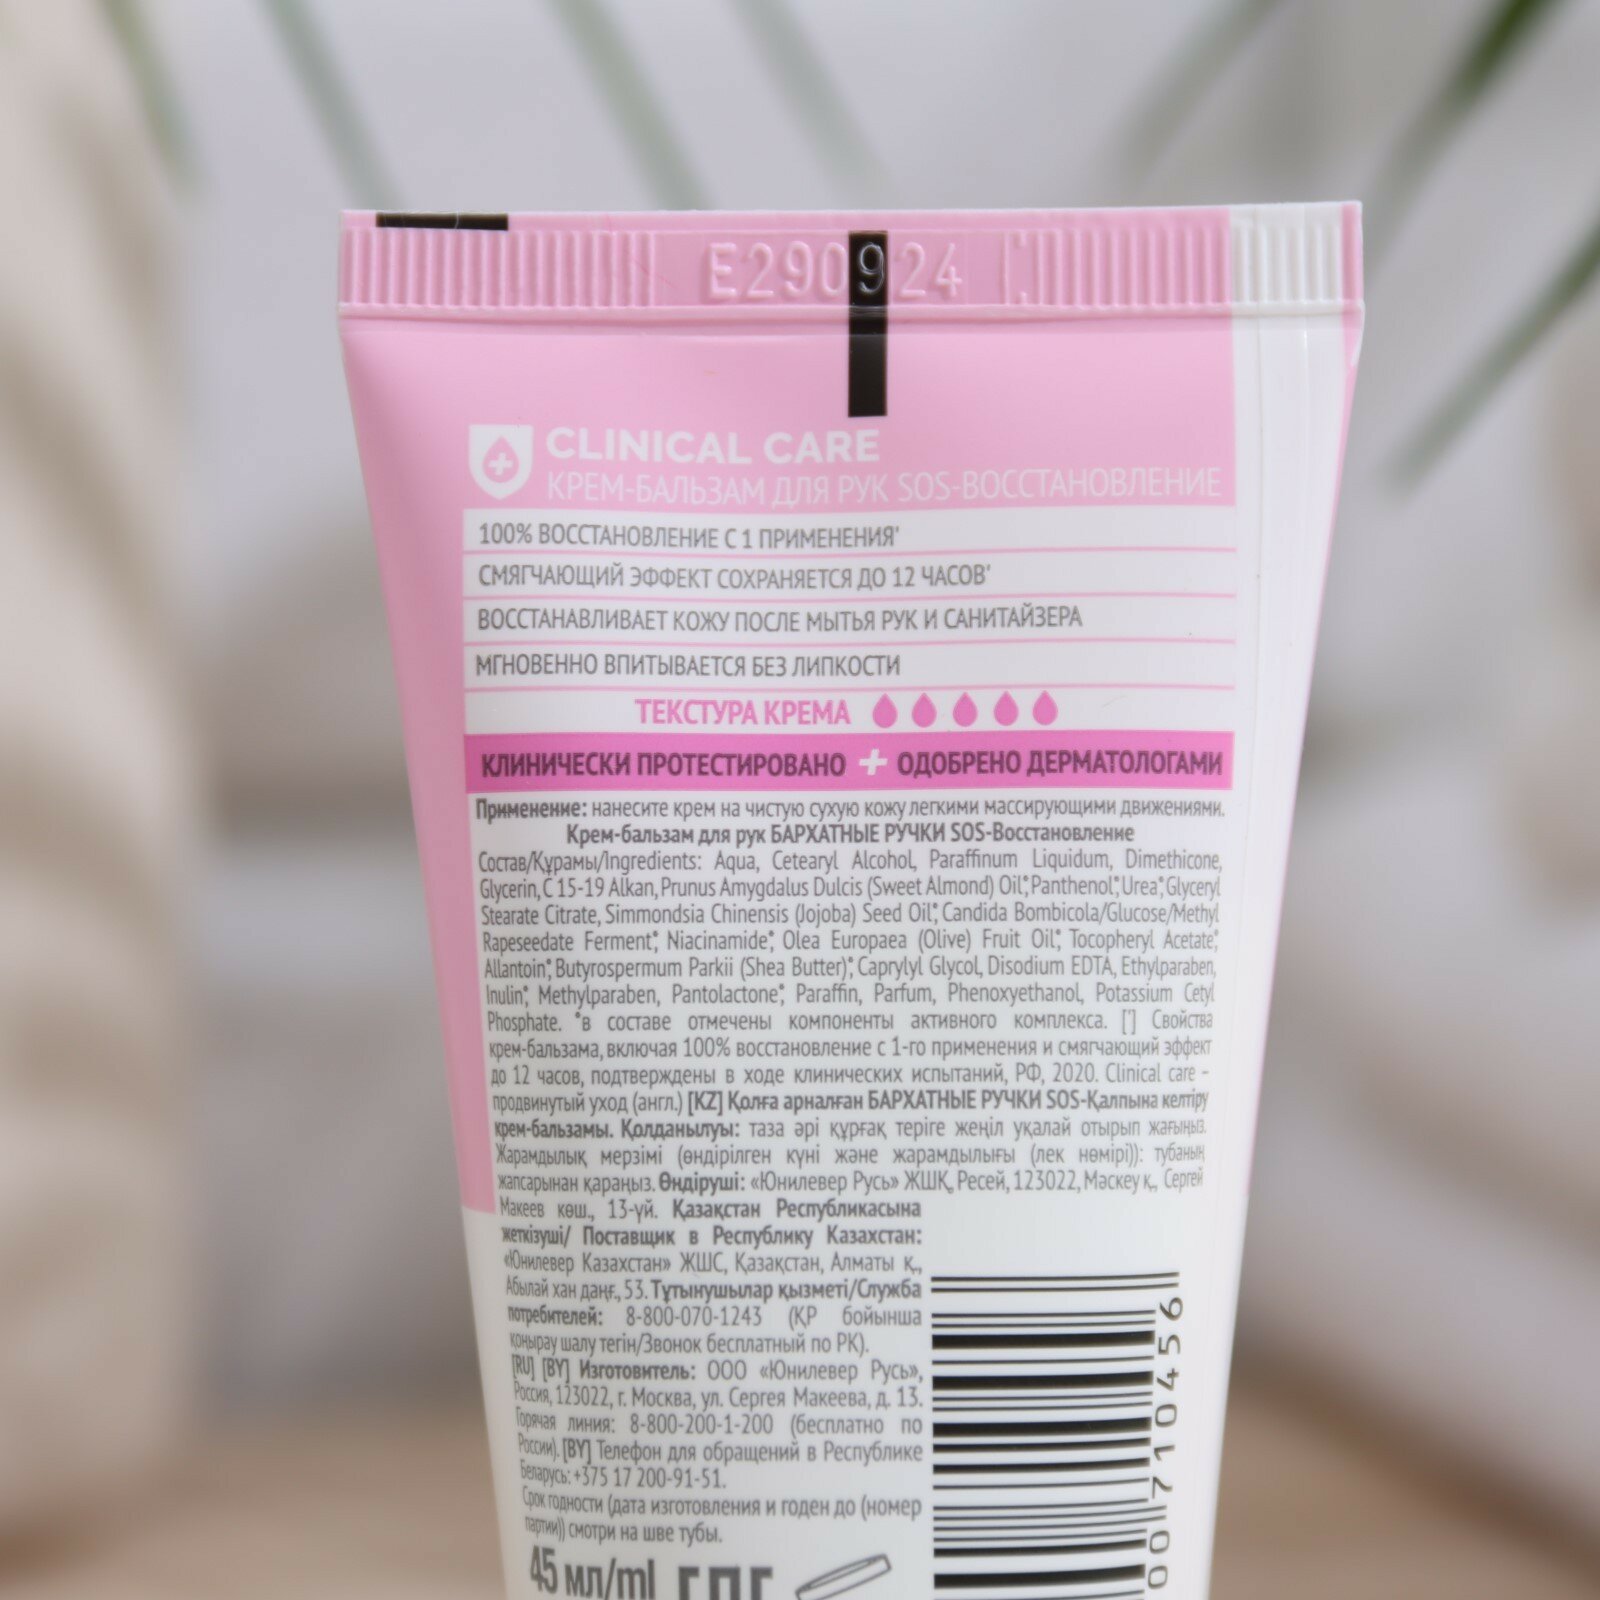 E290924
CLINICAL CARE
КРЕМ-БАЛЬЗАМ ДЛЯ РУК SOS-ВОССТАНОВЛЕНИЕ
100% ВОССТАНОВЛЕНИЕ С 1 ПРИМЕНЕНИЯ'
СМЯГЧАЮЩИЙ ЭФФЕКТ СОХРАНЯЕТСЯ ДО 12 ЧАСОВ'
ВОССТАНАВЛИВАЕТ КОЖУ ПОСЛЕ МЫТЬЯ РУК И САНИТАЙЗЕРА
МГНОВЕННО ВПИТЫВАЕТСЯ БЕЗ ЛИПКОСТИ
ТЕКСТУРА КРЕМА
КЛИНИЧЕСКИ ПРОТЕСТИРОВАНО + ОДОБРЕНО ДЕРМАТОЛОГАМИ
Применение: нанесите крем на чистую сухую кожу легкими массирующими движениями.
Крем-бальзам для рук БАРХАТНЫЕ РУЧКИ SOS-Восстановление
Состав/Құрамы/Ingredients: Aqua, Cetearyl Alcohol, Paraffinum Liquidum, Dimethicone,
Glycerin, C 15-19 Alkan, Prunus Amygdalus Dulcis (Sweet Almond) Oil*, Panthenol*, Urea*, Glyceryl
Stearate Citrate, Simmondsia Chinensis (Jojoba) Seed Oil*, Candida Bombicola/Glucose/Methyl
Rapeseedate Ferment*, Niacinamide*, Olea Europaea (Olive) Fruit Oil*, Tocopheryl Acetate*,
Allantoin*, Butyrospermum Parkii (Shea Butter)*, Caprylyl Glycol, Disodium EDTA, Ethylparaben,
Inulin*, Methylparaben, Pantolactone*, Paraffin, Parfum, Phenoxyethanol, Potassium Cetyl
Phosphate. *в составе отмечены компоненты активного комплекса. ['] Свойства
крем-бальзама, включая 100% восстановление с 1-го применения и смягчающий эффект
до 12 часов, подтверждены в ходе клинических испытаний, РФ, 2020. Clinical care –
продвинутый уход (англ.) [KZ] Қолға арналған БАРХАТНЫЕ РУЧКИ SOS-Қалпына келтіру
крем-бальзамы. Қолданылуы: таза әрі құрғақ теріге жеңіл уқалай отырып жағыңыз.
Жарамдылық мерзімі (өндірілген күні және жарамдылығы (лек нөмірі)): тубаның
жапсарынан қараңыз. Өндіруші: «Юнилевер Русь» ЖШҚ, Ресей, 123022, Мәскеу қ., Сергей
Макеев көш., 13-үй. Қазақстан Республикасына
жеткізуші/ Поставщик в Республику Казахстан:
«Юнилевер Казахстан» ЖШС, Қазақстан, Алматы қ.,
Абылай хан даңғ., 53. Тұтынушылар қызметі/Служба
потребителей: 8-800-070-1243 (ҚР бойынша
қоңырау шалу тегін/Звонок бесплатный по РК).
[RU] [BY] Изготовитель: ООО «Юнилевер Русь»,
Россия, 123022, г. Москва, ул. Сергея Макеева, д. 13.
Горячая линия: 8-800-200-1-200 (бесплатно по
России). [BY] Телефон для обращений в Республике
Беларусь: +375 17 200-91-51.
Срок годности (дата изготовления и годен до (номер
партии)) смотри на шве тубы.
45 мл/ml
00710456